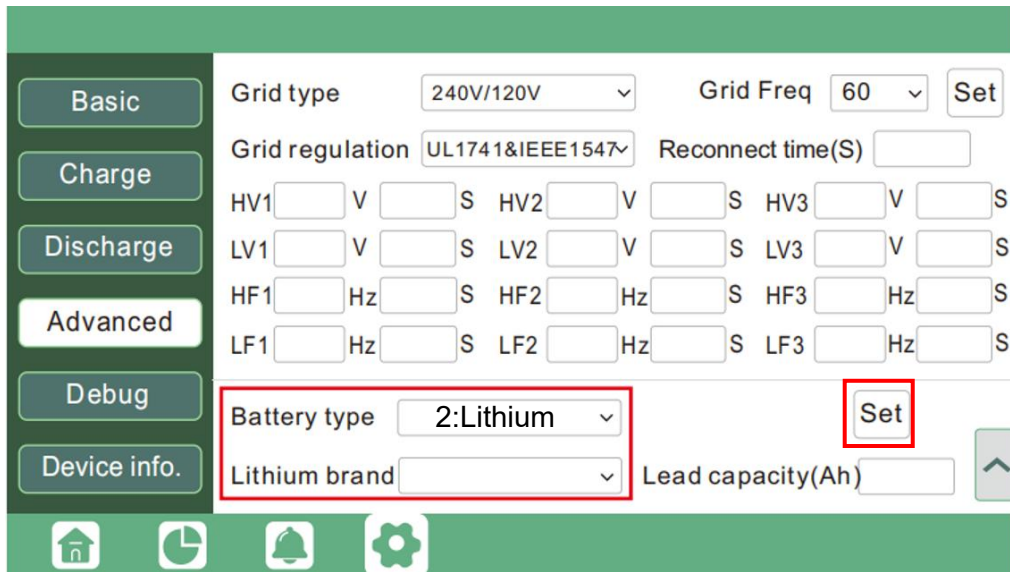 Basic
Charge
Discharge
Advanced
Debug
Device info.
Grid type 240V/120V Grid Freq 60 Set
Grid regulation UL1741&IEEE1547 Reconnect time(S)
HV1 V S HV2 V S HV3 V S
LV1 V S LV2 V S LV3 V S
HF1 Hz S HF2 Hz S HF3 Hz S
LF1 Hz S LF2 Hz S LF3 Hz S
Battery type 2:Lithium Set
Lithium brand Lead capacity(Ah)